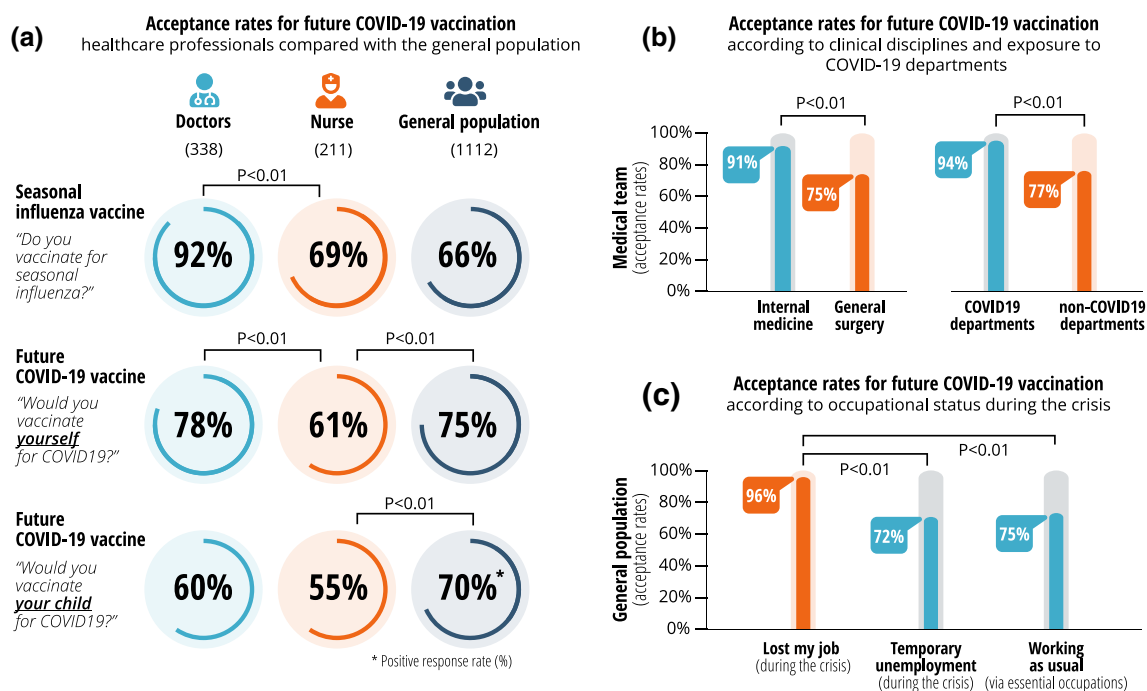 (a)
Acceptance rates for future COVID-19 vaccination
healthcare professionals compared with the general population
Doctors
(338)
Nurse
(211)
General population
(1112)
P<0.01
Seasonal
influenza vaccine
“Do you
vaccinate for
seasonal
influenza?”
92%
69%
66%
P<0.01
P<0.01
Future
COVID-19 vaccine
“Would you
vaccinate
yourself
for COVID19?”
78%
61%
75%
P<0.01
Future
COVID-19 vaccine
“Would you
vaccinate
your child
for COVID19?”
60%
55%
70%*
* Positive response rate (%)
(b)
Acceptance rates for future COVID-19 vaccination
according to clinical disciplines and exposure to
COVID-19 departments
P<0.01
P<0.01
Medical team
(acceptance rates)
100%
80%
60%
40%
20%
0%
91%
75%
94%
77%
Internal
medicine
General
surgery
COVID19
departments
non-COVID19
departments
(c)
Acceptance rates for future COVID-19 vaccination
according to occupational status during the crisis
P<0.01
P<0.01
General population
(acceptance rates)
100%
80%
60%
40%
20%
0%
96%
72%
75%
Lost my job
(during the crisis)
Temporary
unemployment
(during the crisis)
Working
as usual
(via essential occupations)